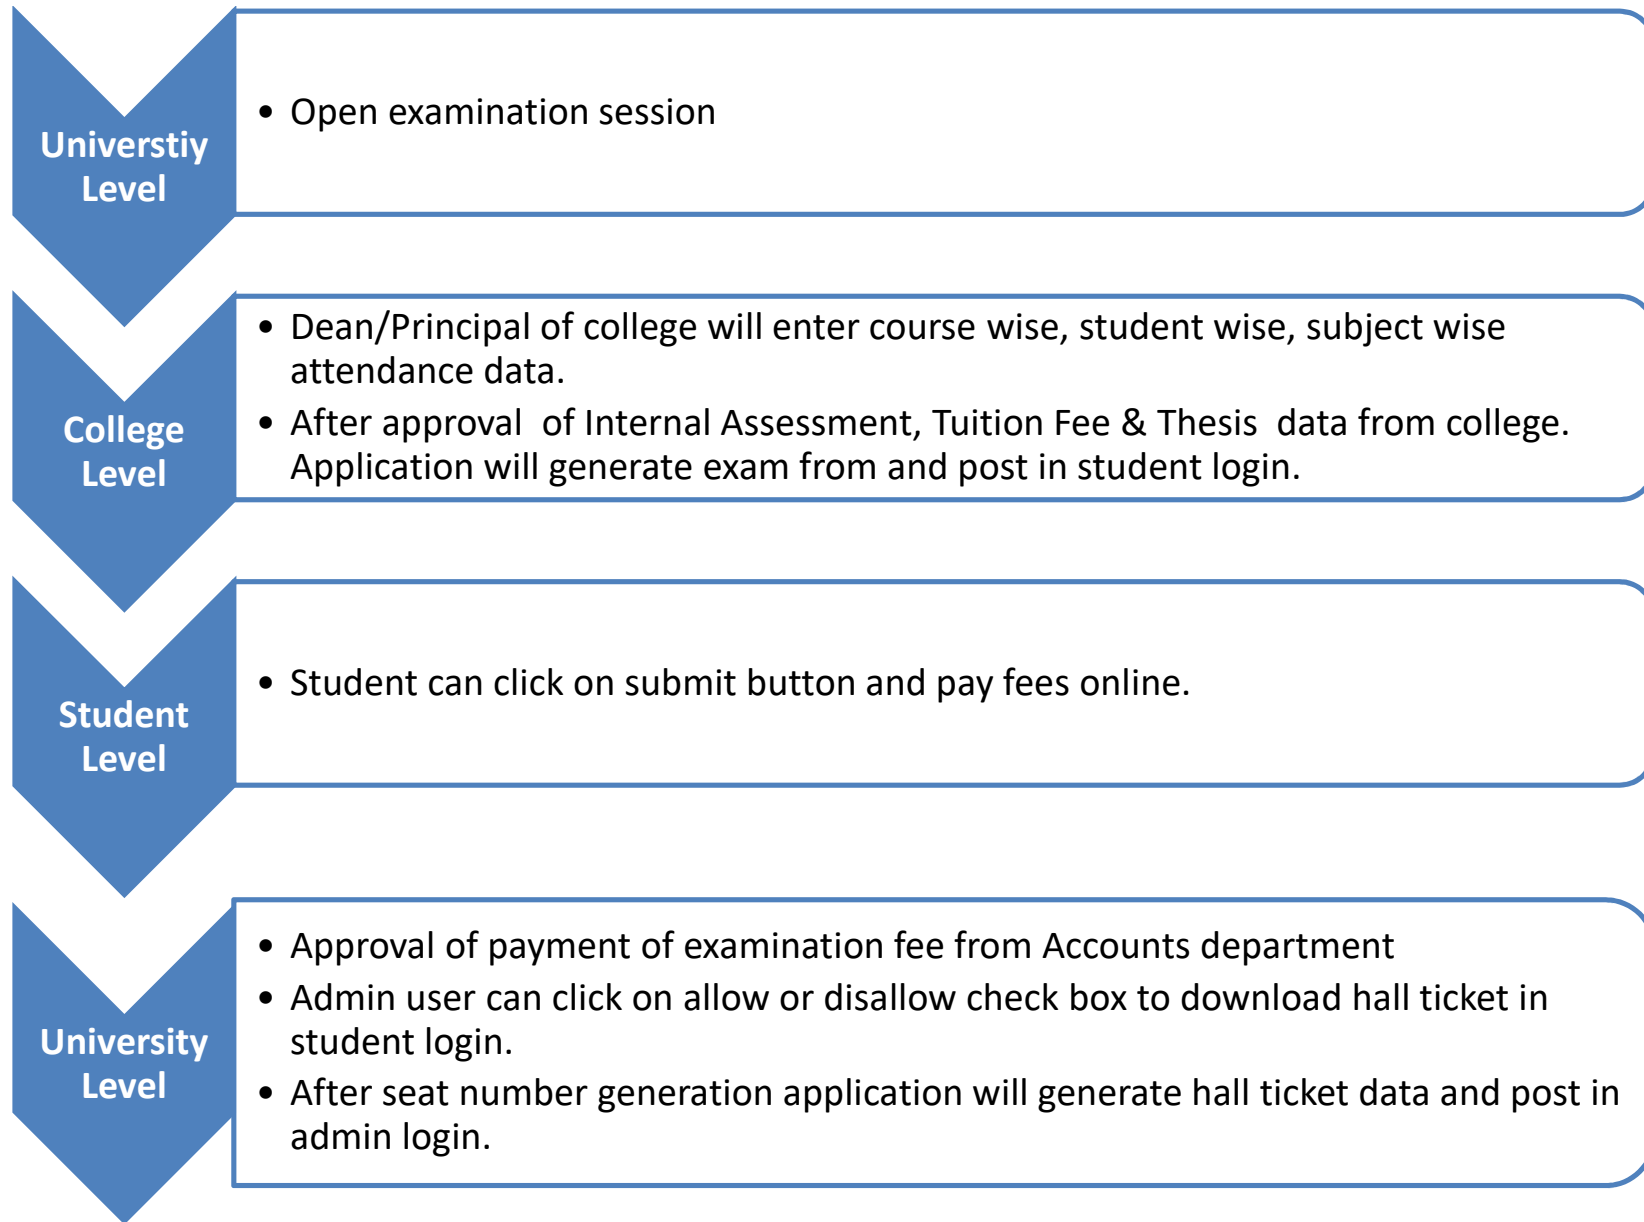 Universtiy
Level
• Open examination session
College
Level
• Dean/Principal of college will enter course wise, student wise, subject wise
attendance data.
• After approval  of Internal Assessment, Tuition Fee & Thesis  data from college.
Application will generate exam from and post in student login.
Student
Level
• Student can click on submit button and pay fees online.
University
Level
• Approval of payment of examination fee from Accounts department
• Admin user can click on allow or disallow check box to download hall ticket in
student login.
• After seat number generation application will generate hall ticket data and post in
admin login.